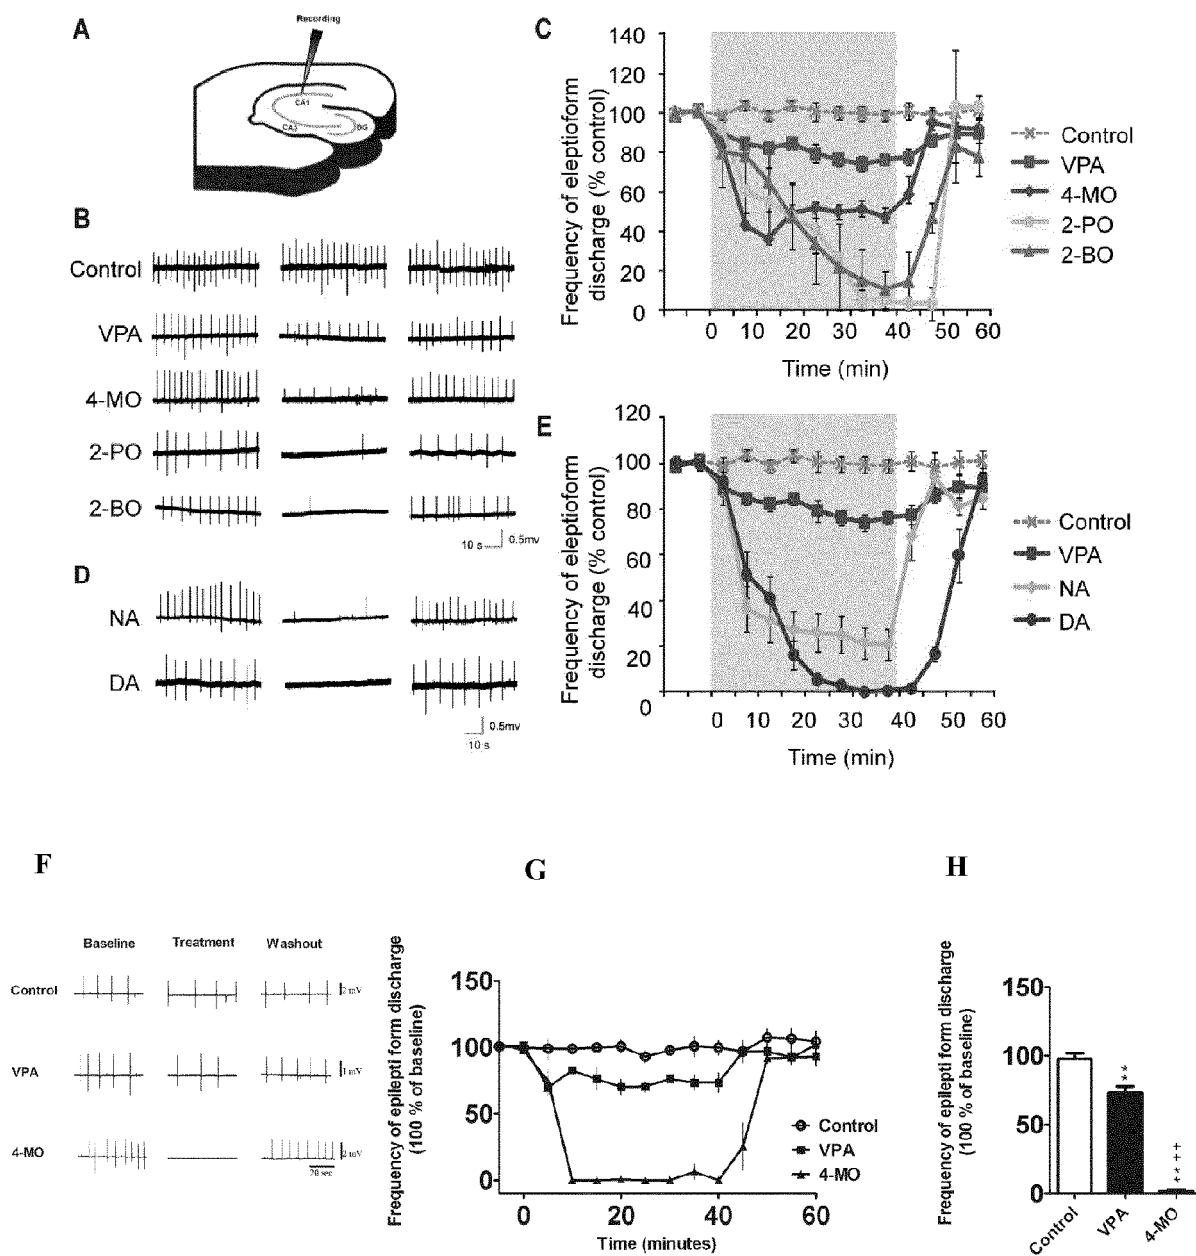 A
Recording
CA1
CA3
DG
B
Control
VPA
4-MO
2-PO
2-BO
10 s
0.5mv
D
NA
DA
0.5mv
10 s
C
Frequency of eleptioform
discharge (% control)
140
120
100
80
60
40
20
0
0 10 20 30 40 50 60
Time (min)
Control
VPA
4-MO
2-PO
2-BO
E
Frequency of eleptioform
discharge (% control)
120
100
80
60
40
20
0
0 10 20 30 40 50 60
Time (min)
Control
VPA
NA
DA
F
Baseline Treatment Washout
Control
2 mV
VPA
1 mV
4-MO
2 mV
20 sec
G
Frequency of epilepti form discharge
(100 % of baseline)
150
100
50
0
0 20 40 60
Time (minutes)
Control
VPA
4-MO
H
Frequency of epilepti form discharge
(100 % of baseline)
150
100
50
0
**
**++
Control
VPA
4-MO